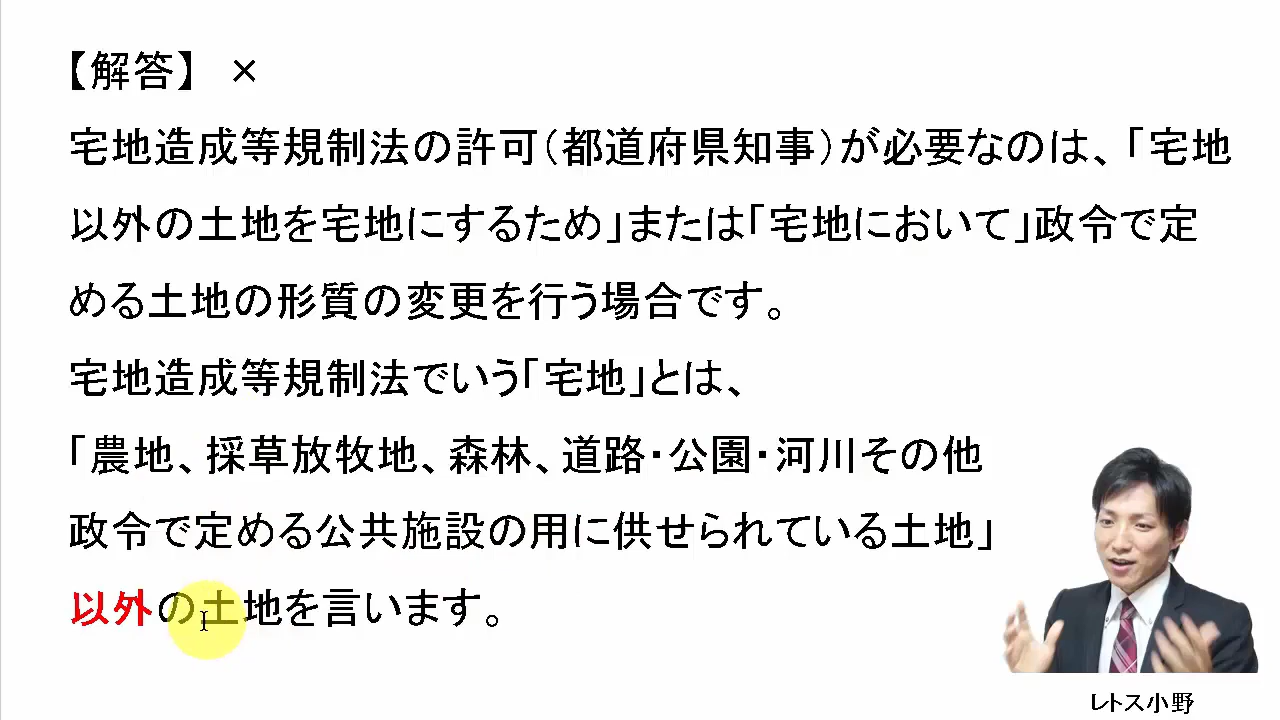 【解答】 ×
宅地造成等規制法の許可(都道府県知事)が必要なのは、「宅地
以外の土地を宅地にするため」または「宅地において」政令で定
める土地の形質の変更を行う場合です。
宅地造成等規制法でいう「宅地」とは、
「農地、採草放牧地、森林、道路・公園・河川その他
政令で定める公共施設の用に供せられている土地」
以外の土地を言います。
レトス小野